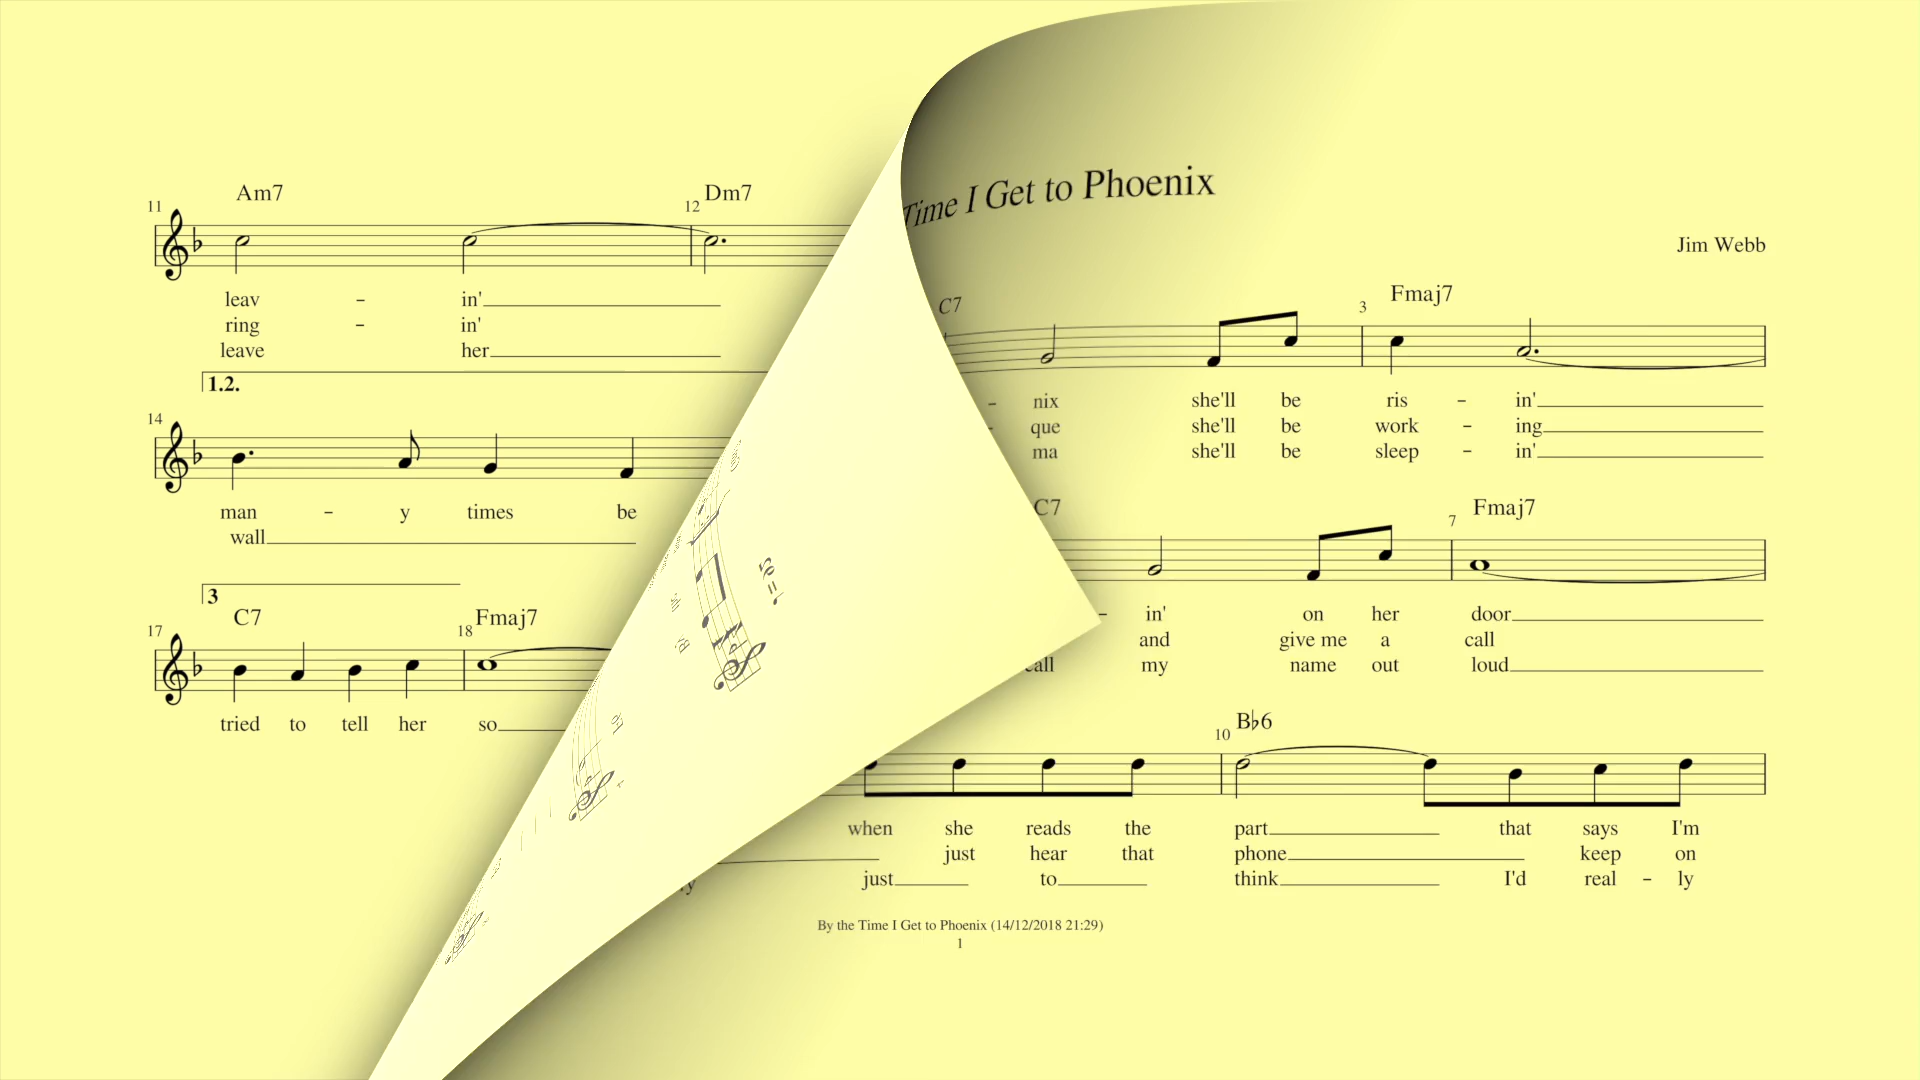 Time I Get to Phoenix
Jim Webb
C7 Fmaj7
3
nix she'll be ris - in'
que she'll be work - ing
ma she'll be sleep - in'
C7 Fmaj7
7
- in' on her door
and give me a call
call my name out loud
B♭6
10
when she reads the part that says I'm
just hear that phone keep on
just to think I'd real - ly
By the Time I Get to Phoenix (14/12/2018 21:29)
1
Am7 Dm7
11 12
leav - in'
ring - in'
leave her
1.2.
14
man - y times be
wall
3
C7 Fmaj7
17 18
tried to tell her so